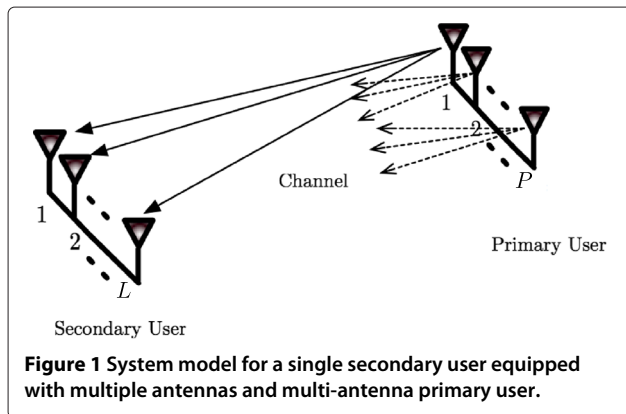 1
2
P
Channel
1
2
L
Primary User
Secondary User
Figure 1 System model for a single secondary user equipped
with multiple antennas and multi-antenna primary user.